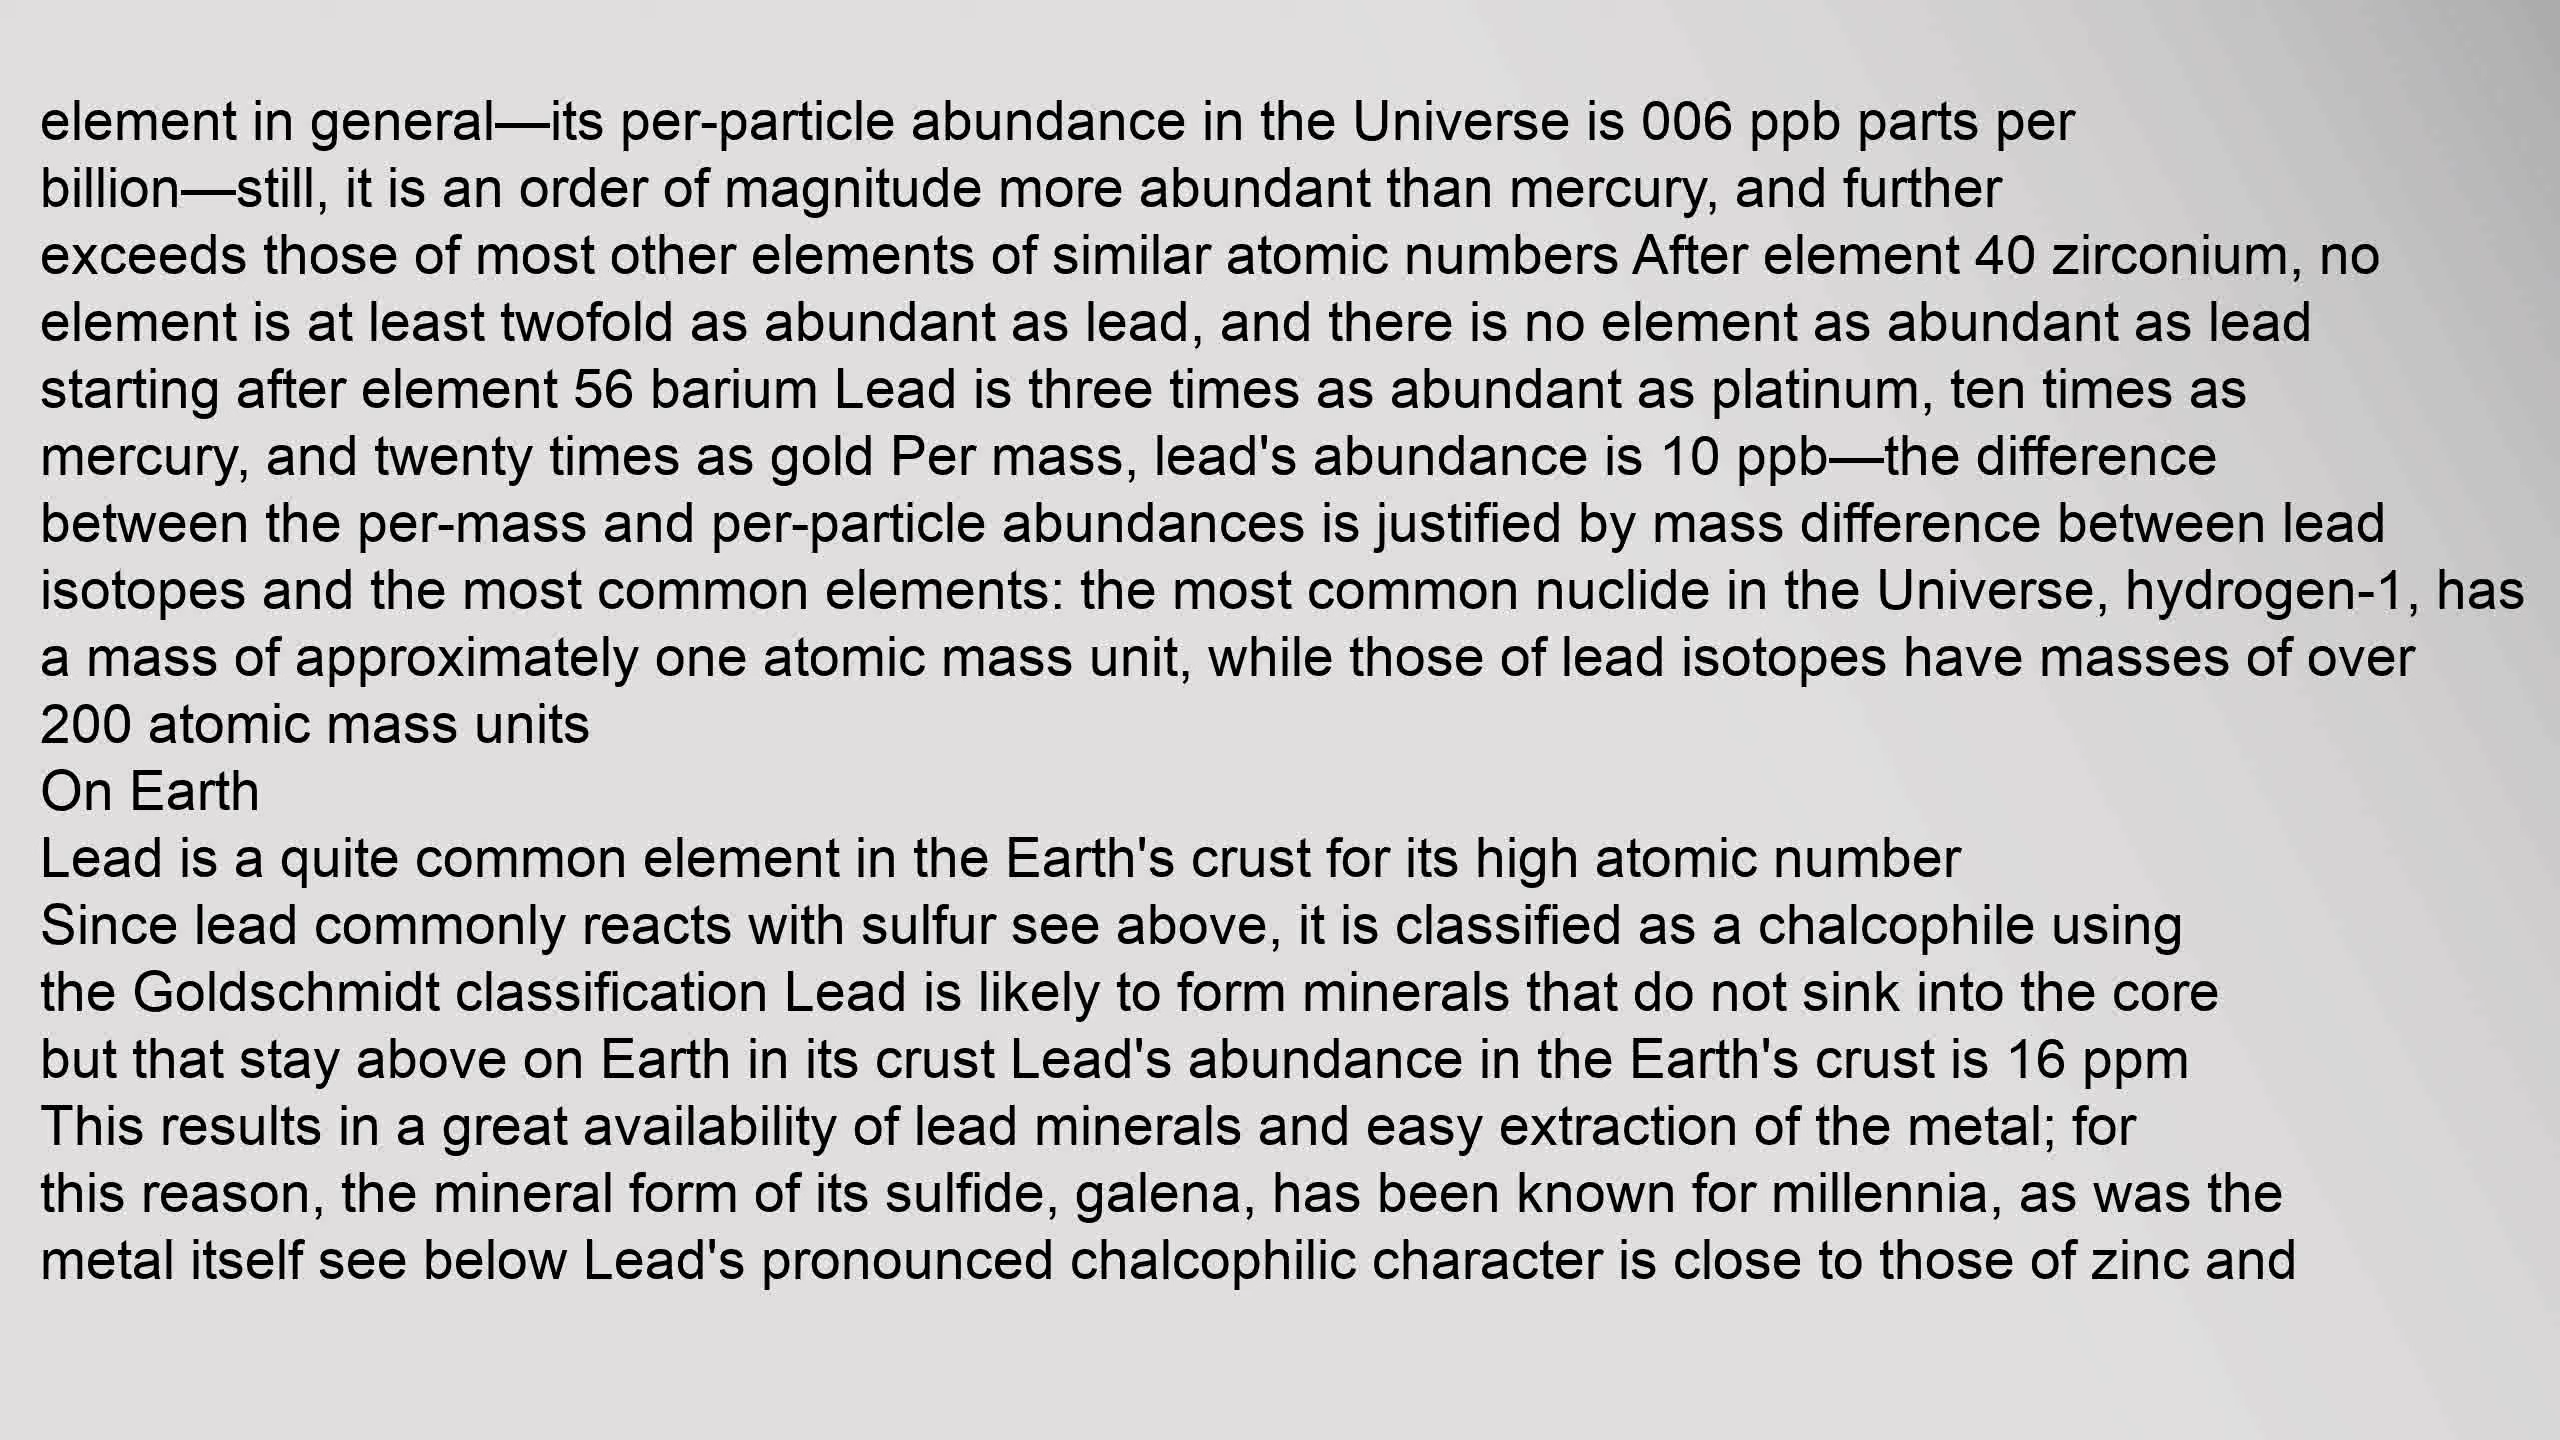 element in general—its per-particle abundance in the Universe is 006 ppb parts per
billion—still, it is an order of magnitude more abundant than mercury, and further
exceeds those of most other elements of similar atomic numbers After element 40 zirconium, no
element is at least twofold as abundant as lead, and there is no element as abundant as lead
starting after element 56 barium Lead is three times as abundant as platinum, ten times as
mercury, and twenty times as gold Per mass, lead's abundance is 10 ppb—the difference
between the per-mass and per-particle abundances is justified by mass difference between lead
isotopes and the most common elements: the most common nuclide in the Universe, hydrogen-1, has
a mass of approximately one atomic mass unit, while those of lead isotopes have masses of over
200 atomic mass units
On Earth
Lead is a quite common element in the Earth's crust for its high atomic number
Since lead commonly reacts with sulfur see above, it is classified as a chalcophile using
the Goldschmidt classification Lead is likely to form minerals that do not sink into the core
but that stay above on Earth in its crust Lead's abundance in the Earth's crust is 16 ppm
This results in a great availability of lead minerals and easy extraction of the metal; for
this reason, the mineral form of its sulfide, galena, has been known for millennia, as was the
metal itself see below Lead's pronounced chalcophilic character is close to those of zinc and